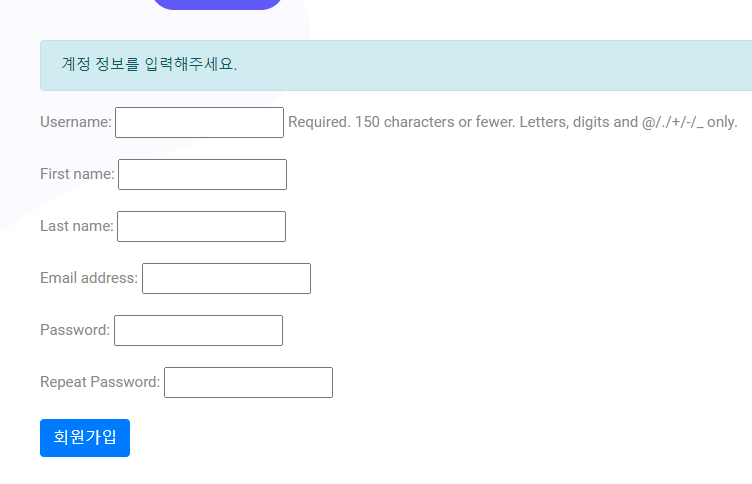 계정 정보를 입력해주세요.
Username: Required. 150 characters or fewer. Letters, digits and @/./+/-/_ only.
First name:
Last name:
Email address:
Password:
Repeat Password:
회원가입